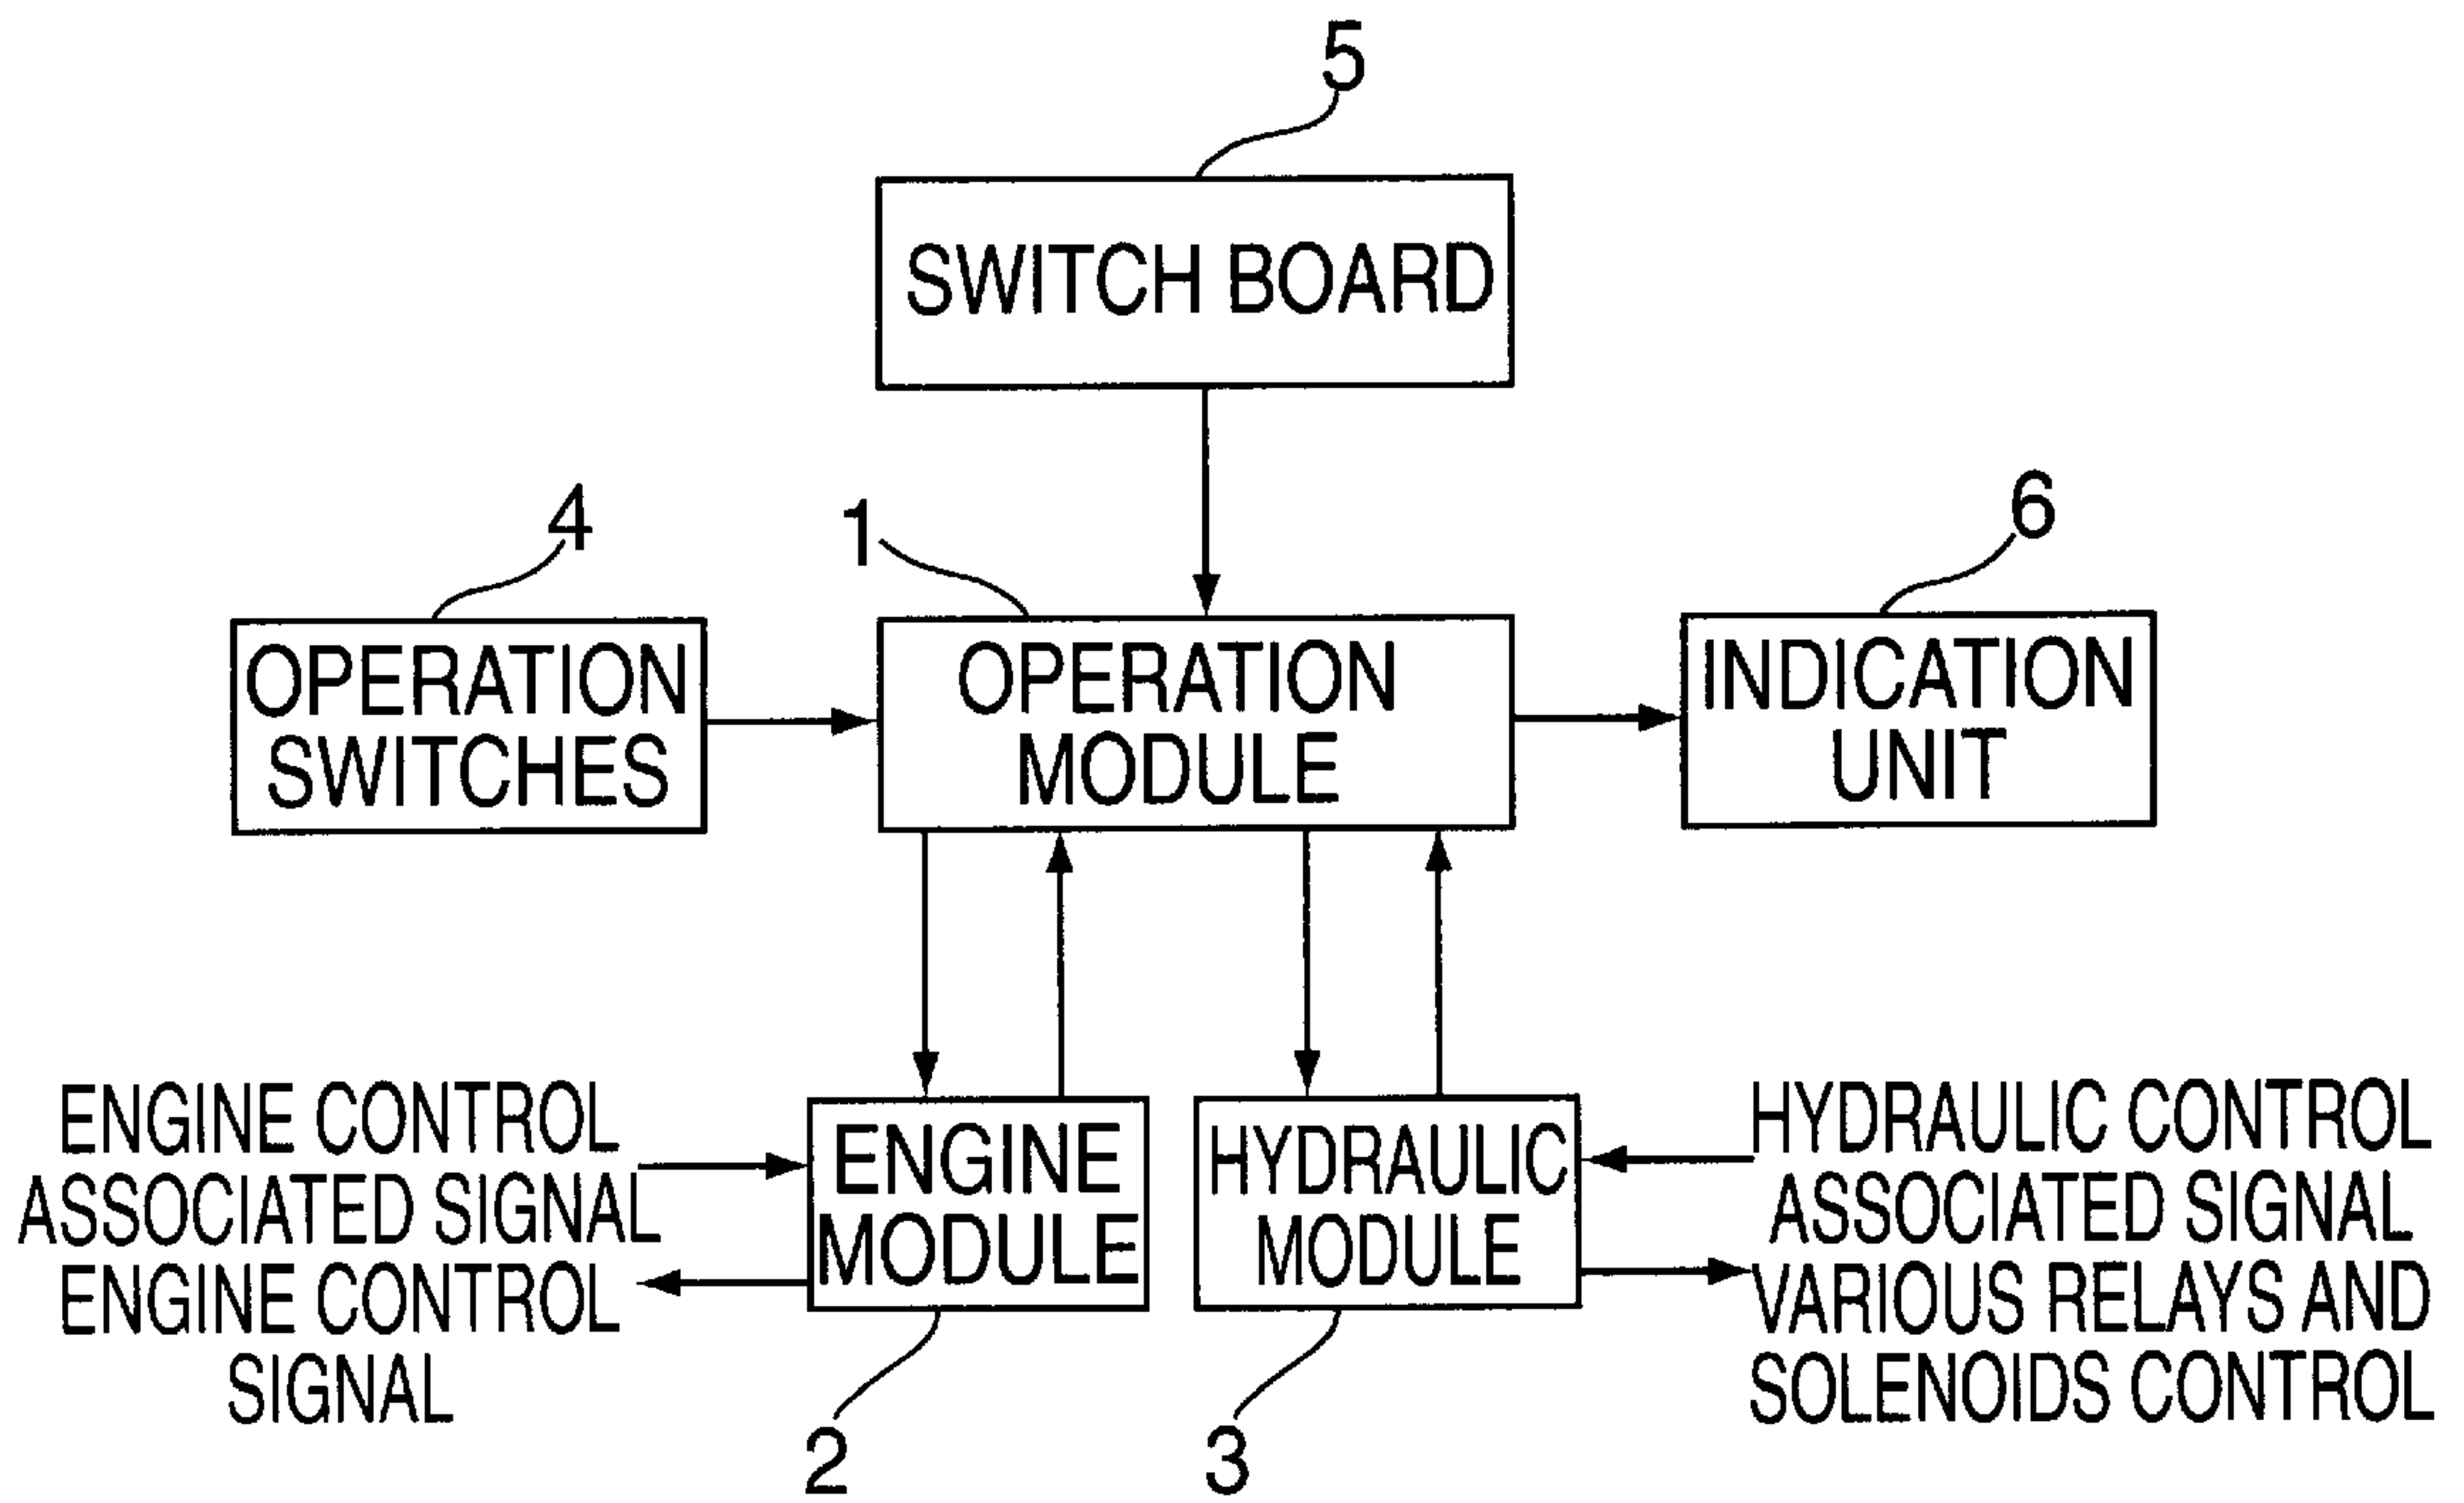 5
SWITCH BOARD
4
1
6
OPERATION
SWITCHES
OPERATION
MODULE
INDICATION
UNIT
ENGINE CONTROL
ASSOCIATED SIGNAL
ENGINE CONTROL
SIGNAL
ENGINE
MODULE
HYDRAULIC
MODULE
HYDRAULIC CONTROL
ASSOCIATED SIGNAL
VARIOUS RELAYS AND
SOLENOIDS CONTROL
2
3